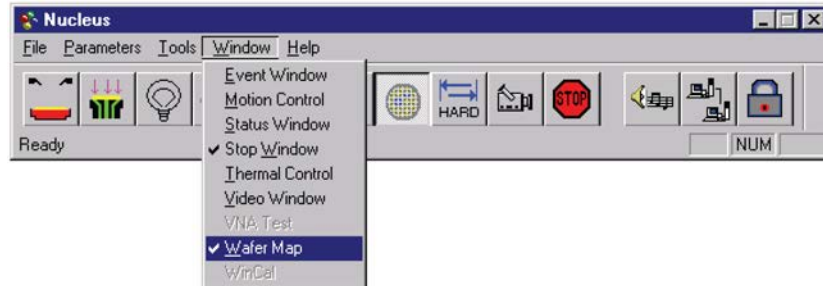 Nucleus
File Parameters Tools Window Help
Event Window
Motion Control
HARD STOP
Status Window
Ready NUM
Stop Window
Thermal Control
Video Window
VNA Test
Wafer Map
WinCal